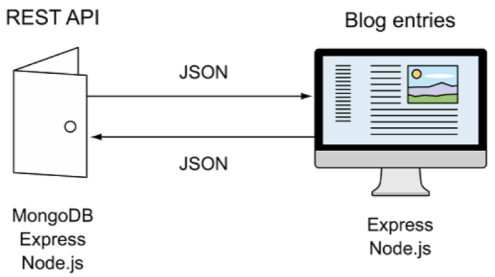 REST API
Blog entries
JSON
JSON
MongoDB
Express
Node.js
Express
Node.js